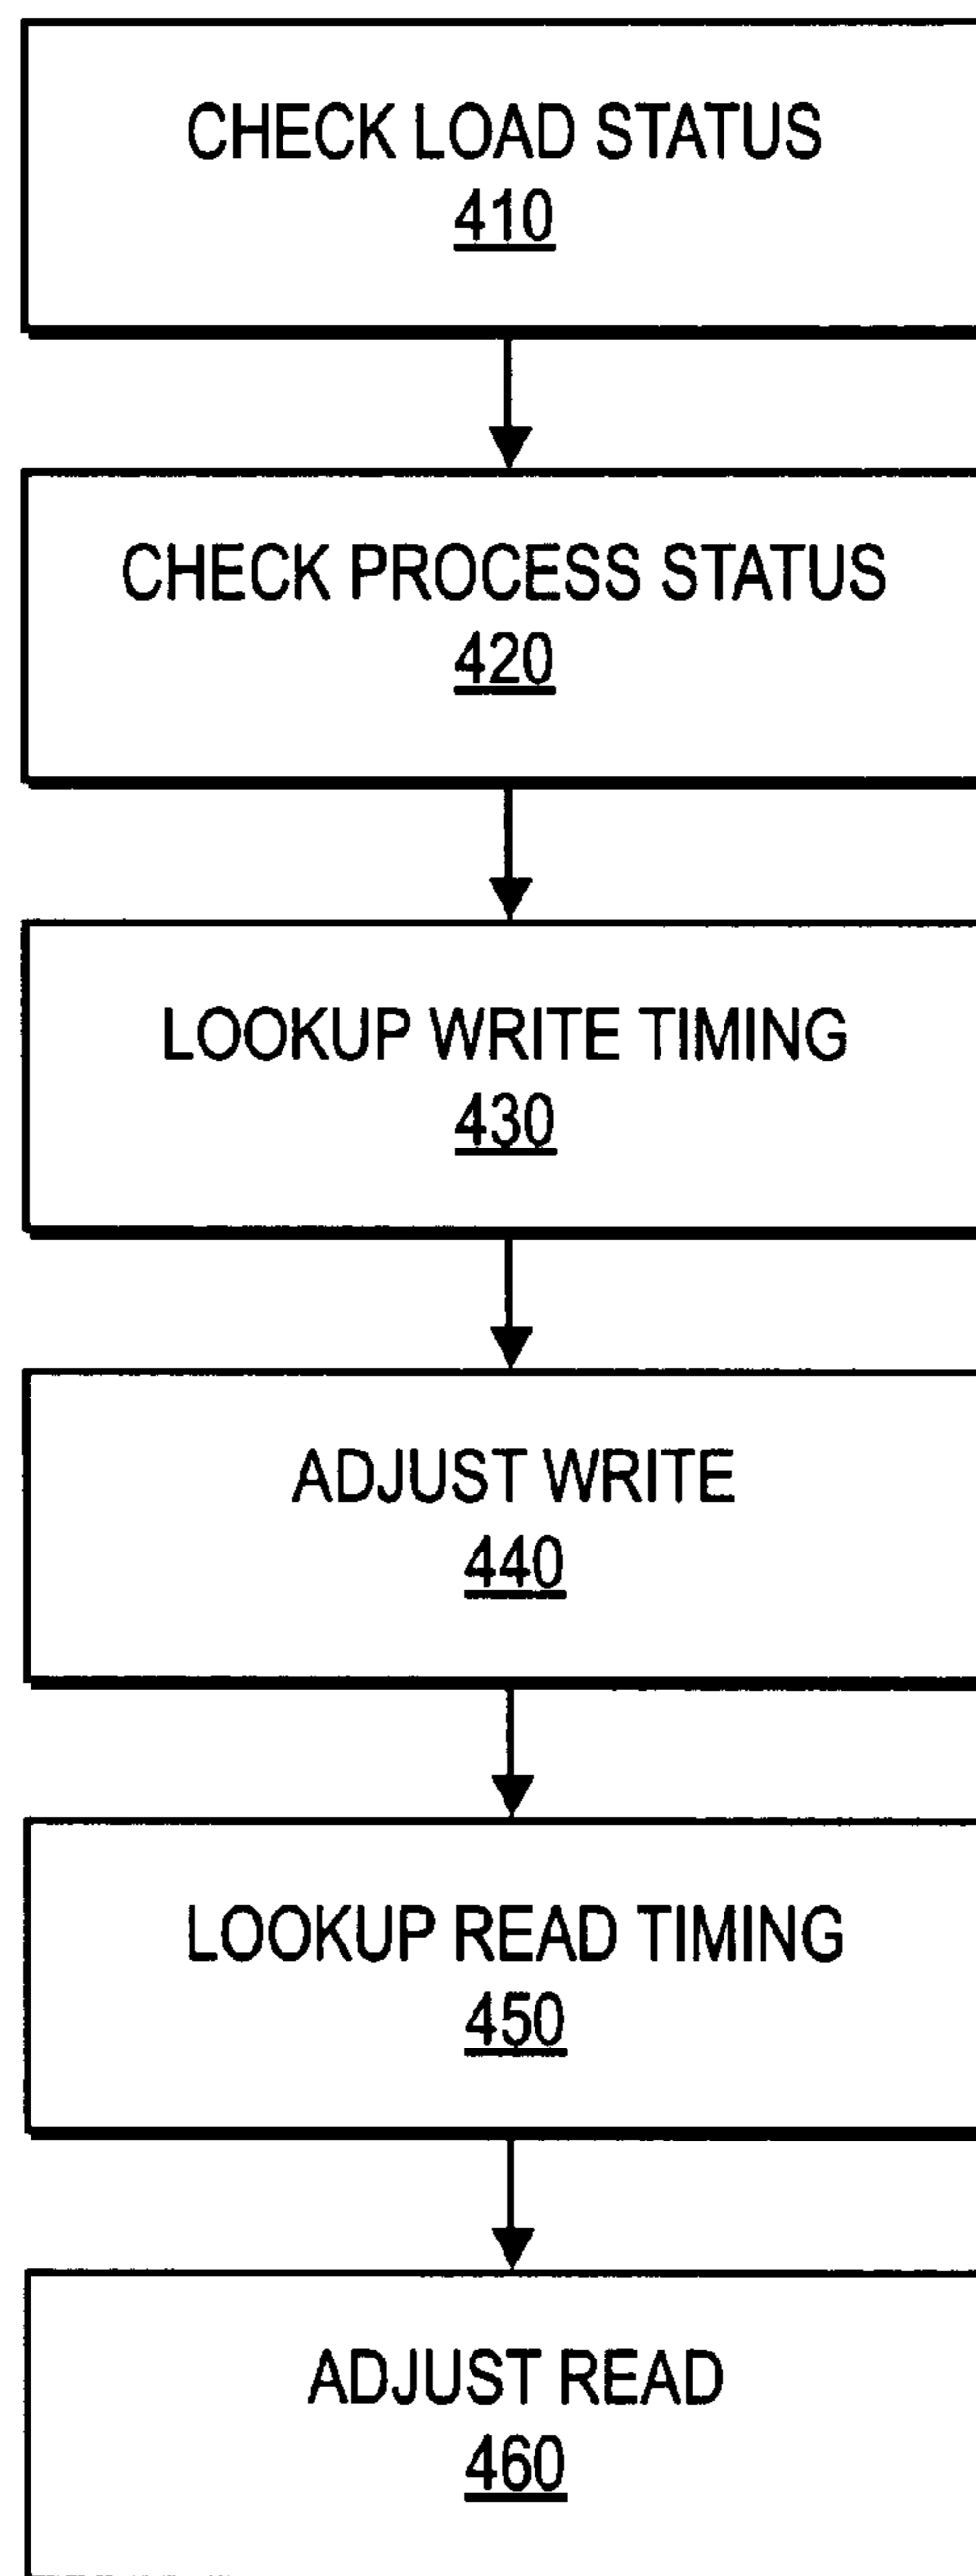 CHECK LOAD STATUS
410
CHECK PROCESS STATUS
420
LOOKUP WRITE TIMING
430
ADJUST WRITE
440
LOOKUP READ TIMING
450
ADJUST READ
460